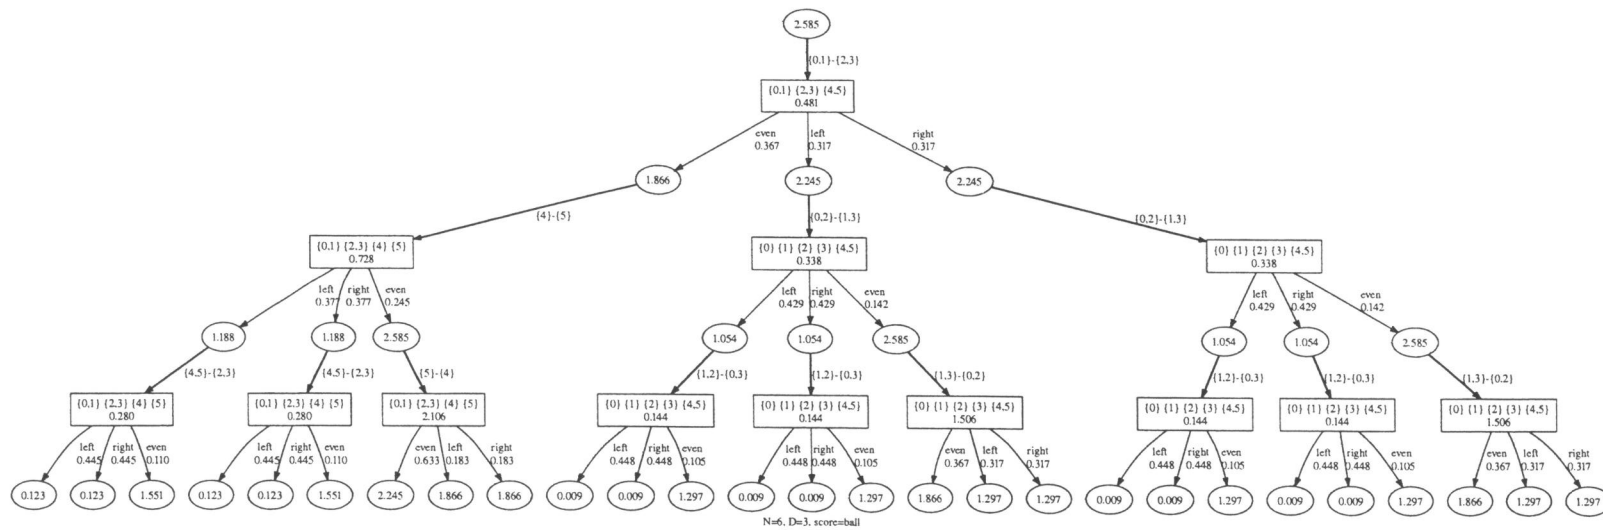 2.585
{0,1}-{2,3}
{0,1} {2,3} {4,5}
0.481
even
0.367
left
0.317
right
0.317
1.866
2.245
2.245
{4}-{5}
{0,2}-{1,3}
{0,2}-{1,3}
{0,1} {2,3} {4} {5}
0.728
{0} {1} {2} {3} {4,5}
0.338
{0} {1} {2} {3} {4,5}
0.338
left
0.377
right
0.377
even
0.245
left
0.429
right
0.429
even
0.142
left
0.429
right
0.429
even
0.142
1.188
1.188
2.585
1.054
1.054
2.585
1.054
1.054
2.585
{4,5}-{2,3}
{4,5}-{2,3}
{5}-{4}
{1,2}-{0,3}
{1,2}-{0,3}
{1,3}-{0,2}
{1,2}-{0,3}
{1,2}-{0,3}
{1,3}-{0,2}
{0,1} {2,3} {4} {5}
0.280
{0,1} {2,3} {4} {5}
0.280
{0,1} {2,3} {4} {5}
2.106
{0} {1} {2} {3} {4,5}
0.144
{0} {1} {2} {3} {4,5}
0.144
{0} {1} {2} {3} {4,5}
1.506
{0} {1} {2} {3} {4,5}
0.144
{0} {1} {2} {3} {4,5}
0.144
{0} {1} {2} {3} {4,5}
1.506
left
0.445
right
0.445
even
0.110
left
0.445
right
0.445
even
0.110
even
0.633
left
0.183
right
0.183
left
0.448
right
0.448
even
0.105
left
0.448
right
0.448
even
0.105
even
0.367
left
0.317
right
0.317
left
0.448
right
0.448
even
0.105
left
0.448
right
0.448
even
0.105
even
0.367
left
0.317
right
0.317
0.123
0.123
1.551
0.123
0.123
1.551
2.245
1.866
1.866
0.009
0.009
1.297
0.009
0.009
1.297
1.866
1.297
1.297
0.009
0.009
1.297
0.009
0.009
1.297
1.866
1.297
1.297
N=6, D=3, score=ball